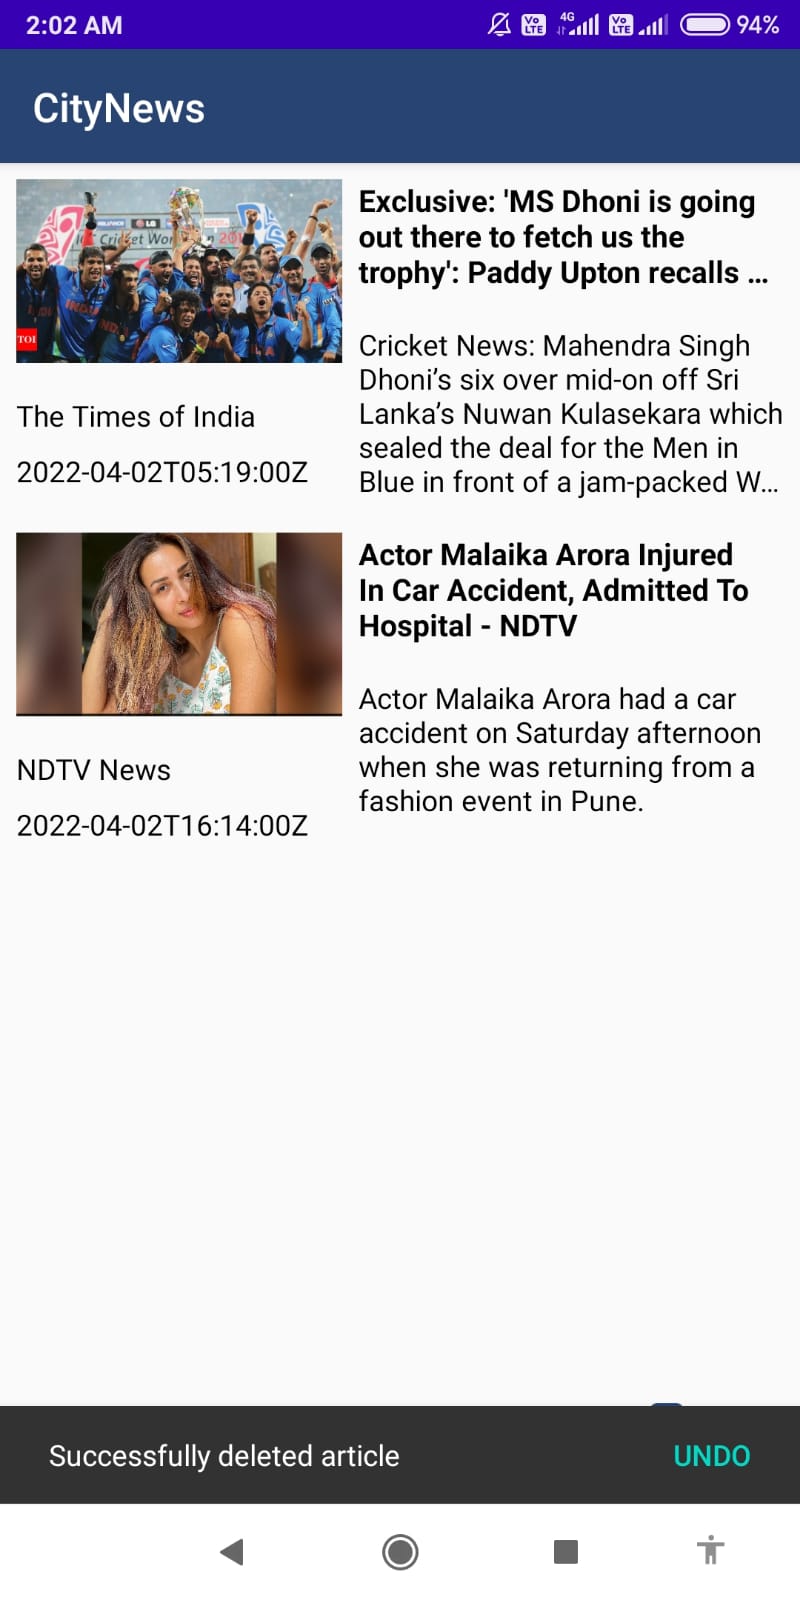 2:02 AM
Vo LTE 4G Vo LTE 94%
CityNews
TOI
Exclusive: 'MS Dhoni is going
out there to fetch us the
trophy': Paddy Upton recalls ...
Cricket News: Mahendra Singh
Dhoni’s six over mid-on off Sri
Lanka’s Nuwan Kulasekara which
sealed the deal for the Men in
Blue in front of a jam-packed W...
The Times of India
2022-04-02T05:19:00Z
Actor Malaika Arora Injured
In Car Accident, Admitted To
Hospital - NDTV
Actor Malaika Arora had a car
accident on Saturday afternoon
when she was returning from a
fashion event in Pune.
NDTV News
2022-04-02T16:14:00Z
Successfully deleted article
UNDO